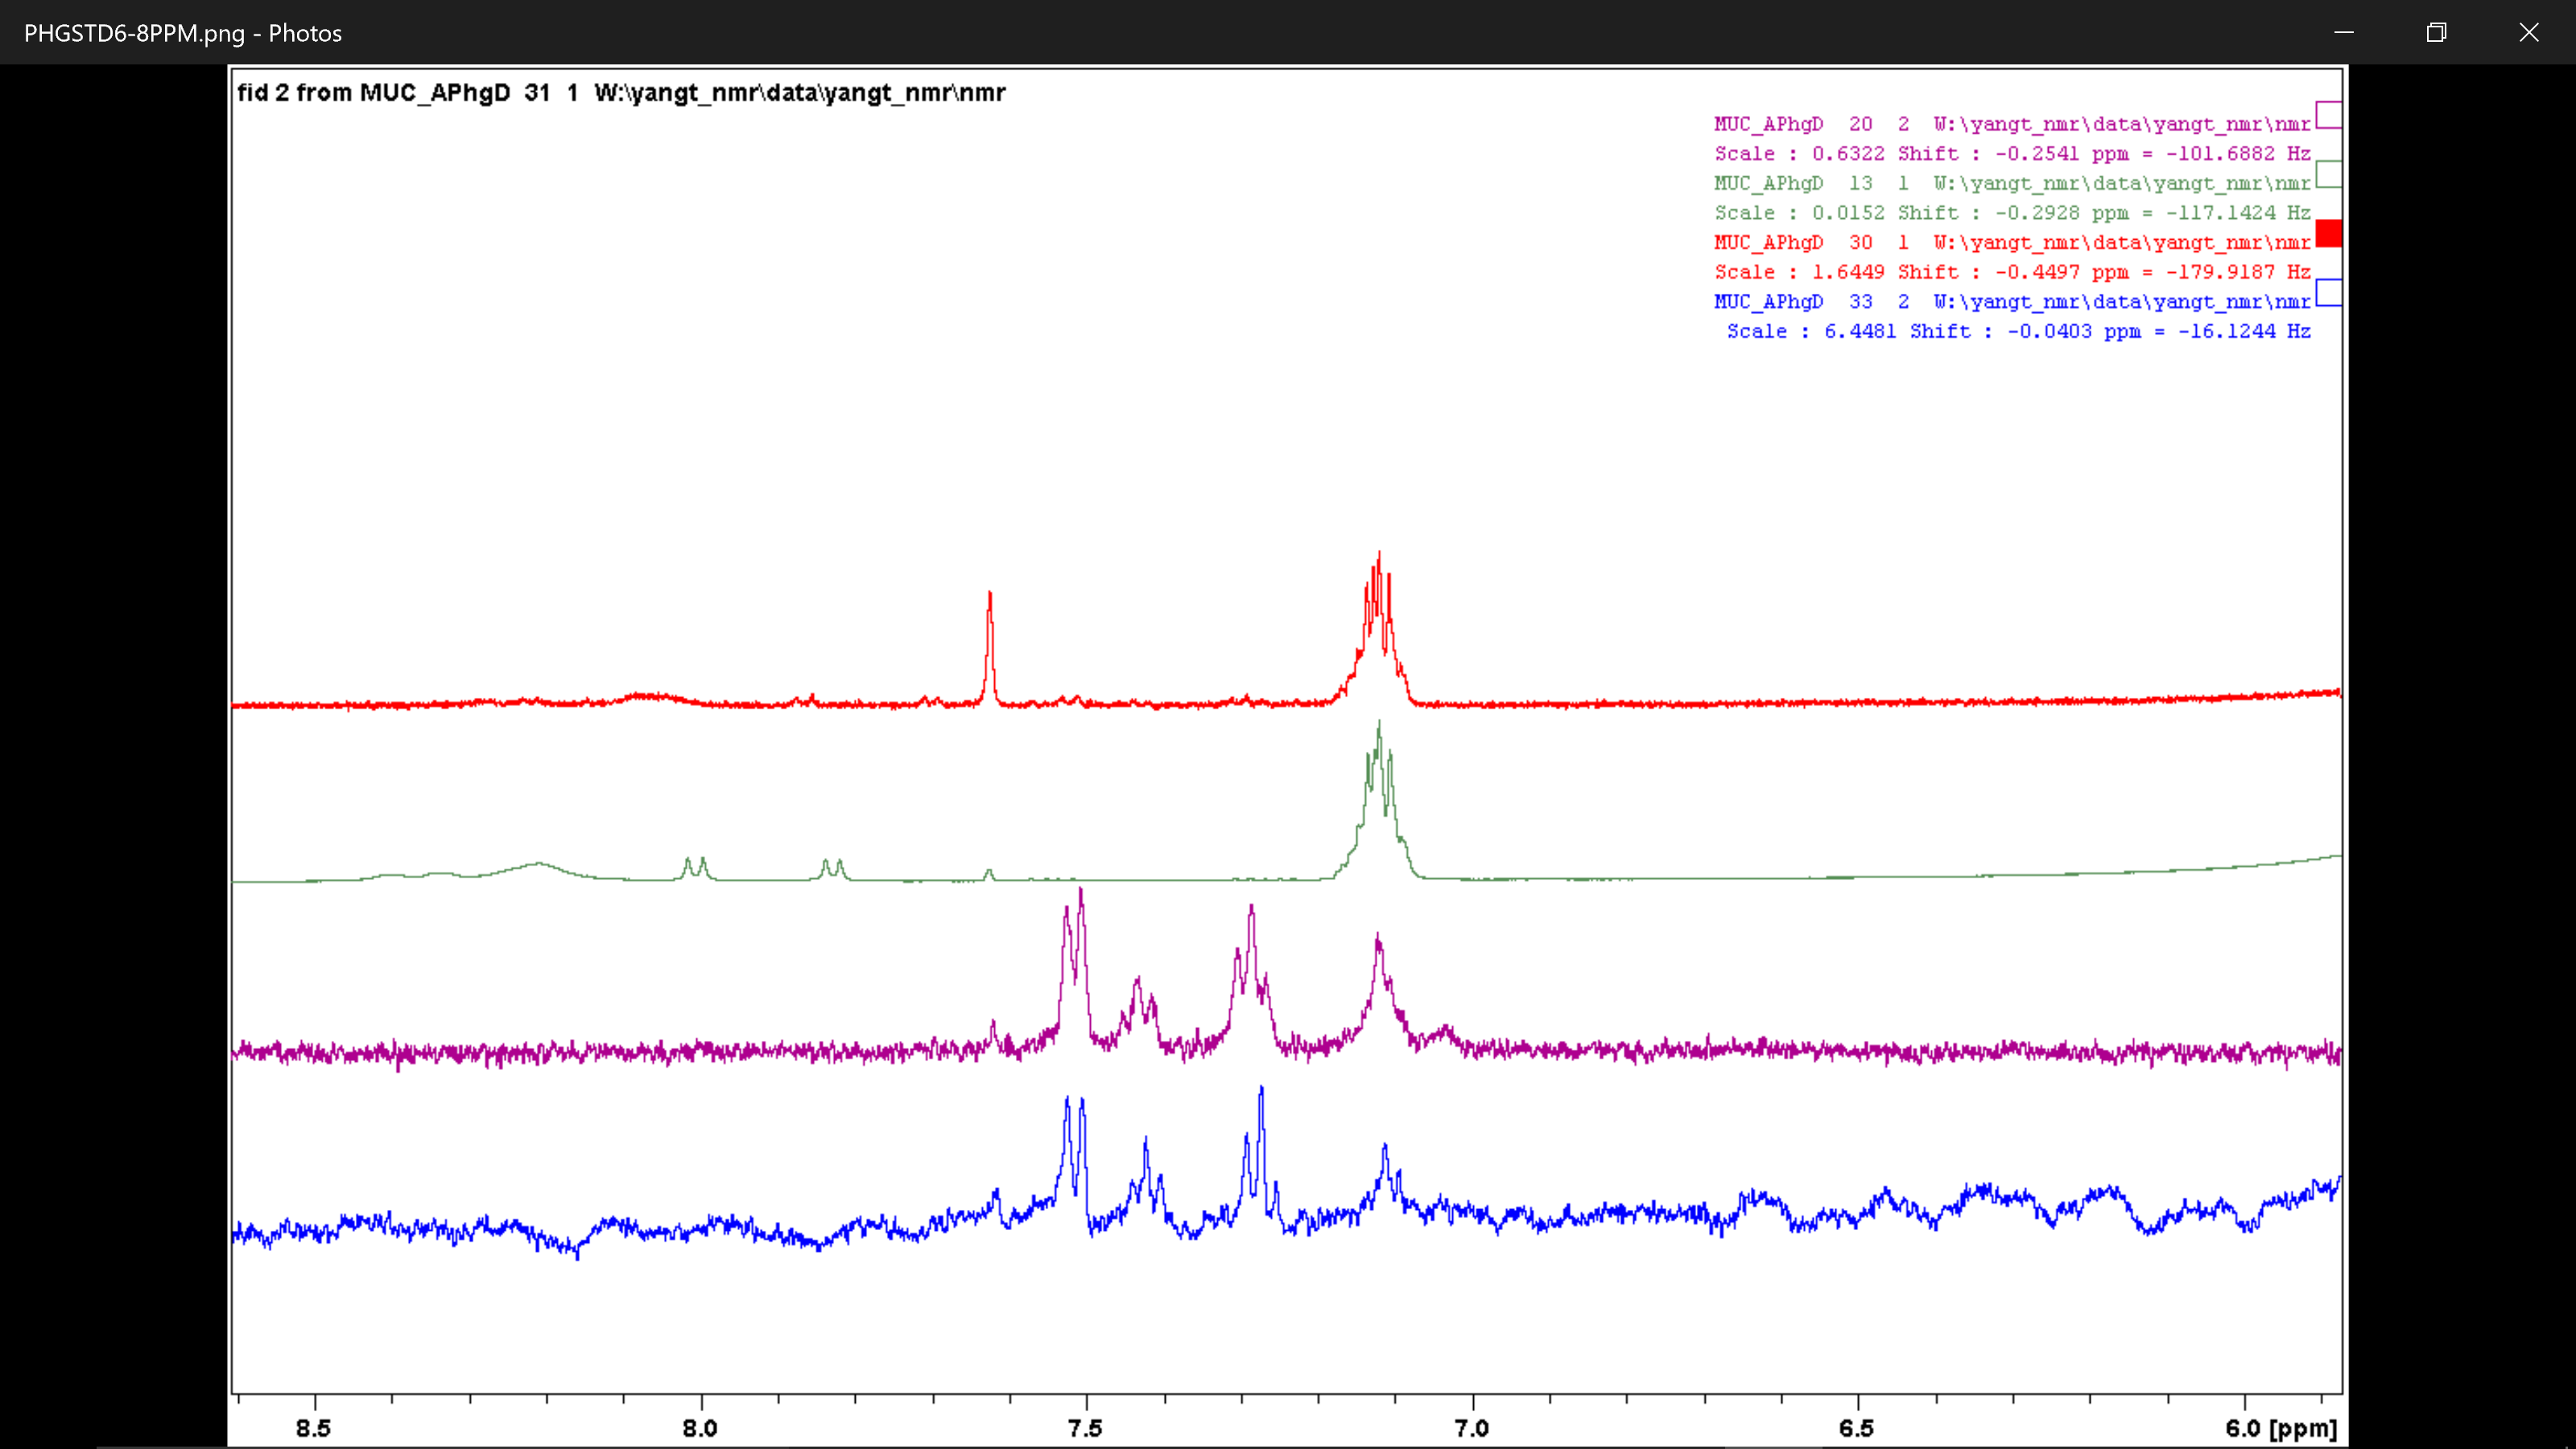 PHGSTD6-8PPM.png - Photos
fid 2 from MUC_APhgD 31 1 W:\yangt_nmr\data\yangt_nmr\nmr
MUC_APhgD 20 2 W:\yangt_nmr\data\yangt_nmr\nmr
Scale : 0.6322 Shift : -0.2541 ppm = -101.6882 Hz
MUC_APhgD 13 1 W:\yangt_nmr\data\yangt_nmr\nmr
Scale : 0.0152 Shift : -0.2928 ppm = -117.1424 Hz
MUC_APhgD 30 1 W:\yangt_nmr\data\yangt_nmr\nmr
Scale : 1.6449 Shift : -0.4497 ppm = -179.9187 Hz
MUC_APhgD 33 2 W:\yangt_nmr\data\yangt_nmr\nmr
Scale : 6.4481 Shift : -0.0403 ppm = -16.1244 Hz
8.5 8.0 7.5 7.0 6.5 6.0 [ppm]